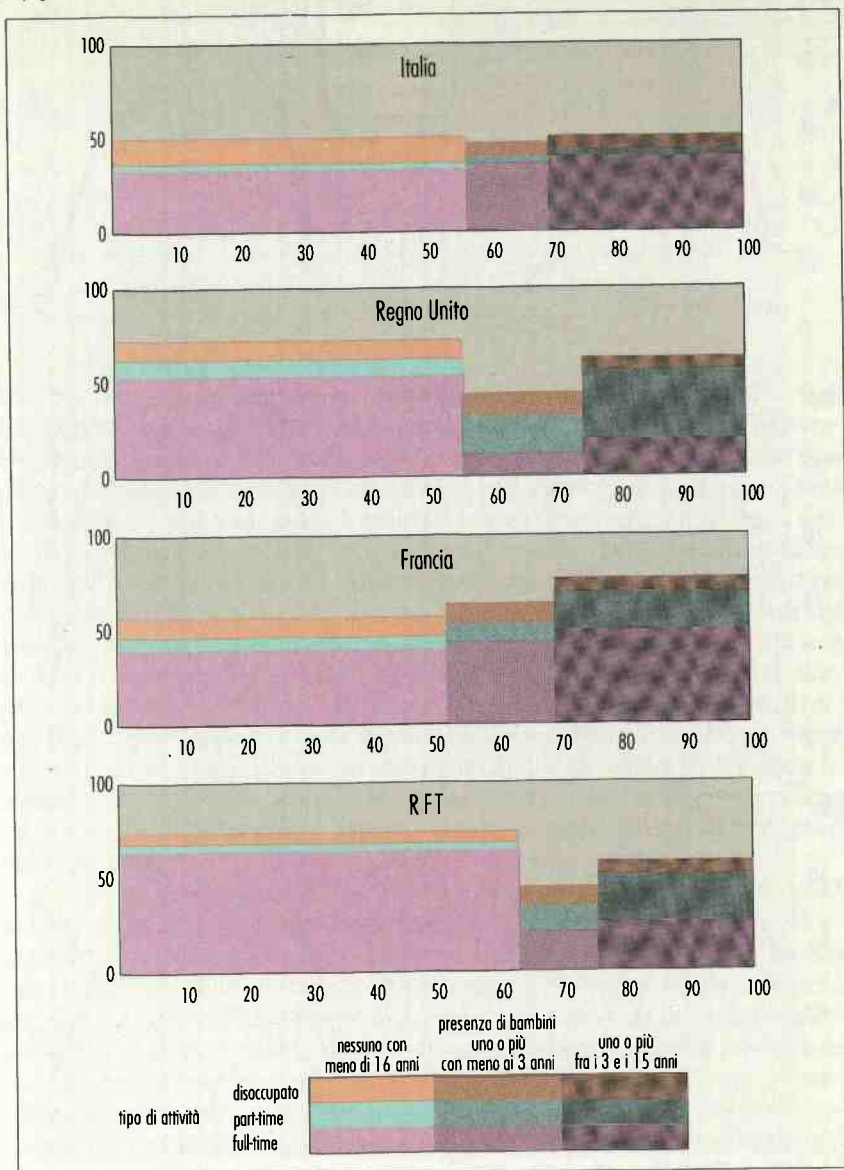 100
Italia
50
0
10 20 30 40 50 60 70 80 90 100
100
Regno Unito
50
0
10 20 30 40 50 60 70 80 90 100
100
Francia
50
0
10 20 30 40 50 60 70 80 90 100
100
RFT
50
0
10 20 30 40 50 60 70 80 90 100
presenza di bambini
nessuno con uno o più uno o più
meno di 16 anni con meno ai 3 anni fra i 3 e i 15 anni
disoccupato
tipo di attività part-time
full-time